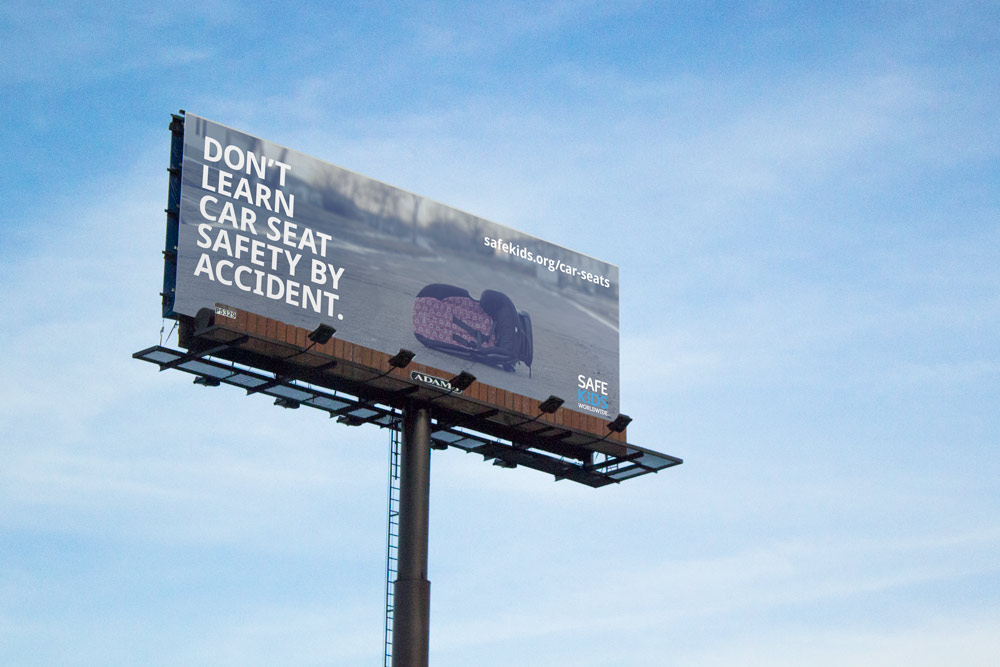 DON'T
LEARN
CAR SEAT
SAFETY BY
ACCIDENT.
safekids.org/car-seats
SAFE
KIDS
WORLDWIDE
ADAMS